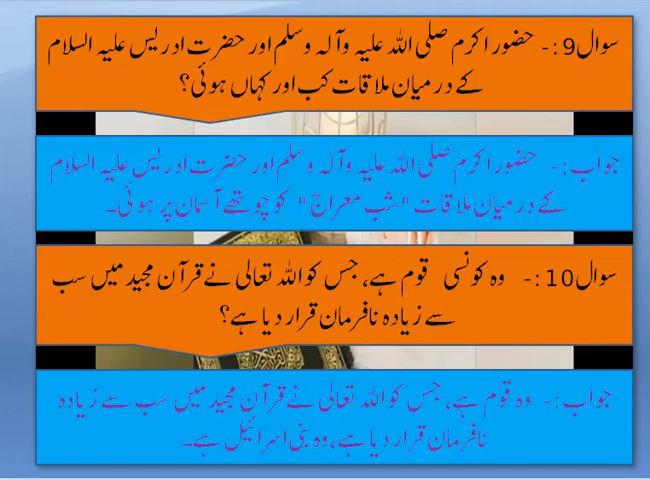 سوال9:- حضور اکرم صلی اللہ علیہ وآلہ وسلم اور حضرت ادریس علیہ السلام
کے درمیان ملاقات کب اور کہاں ہوئی؟
جواب:- حضور اکرم صلی اللہ علیہ وآلہ وسلم اور حضرت ادریس علیہ السلام
کے درمیان ملاقات "شب معراج" کو چوتھے آسمان پر ہوئی۔
سوال10:- وہ کونسی قوم ہے، جس کو اللہ تعالی نے قرآن مجید میں سب
سے زیادہ نافرمان قرار دیا ہے؟
جواب:- وہ قوم ہے، جس کو اللہ تعالی نے قرآن مجید میں سب سے زیادہ
نافرمان قرار دیا ہے، وہ بنی اسرائیل ہے۔